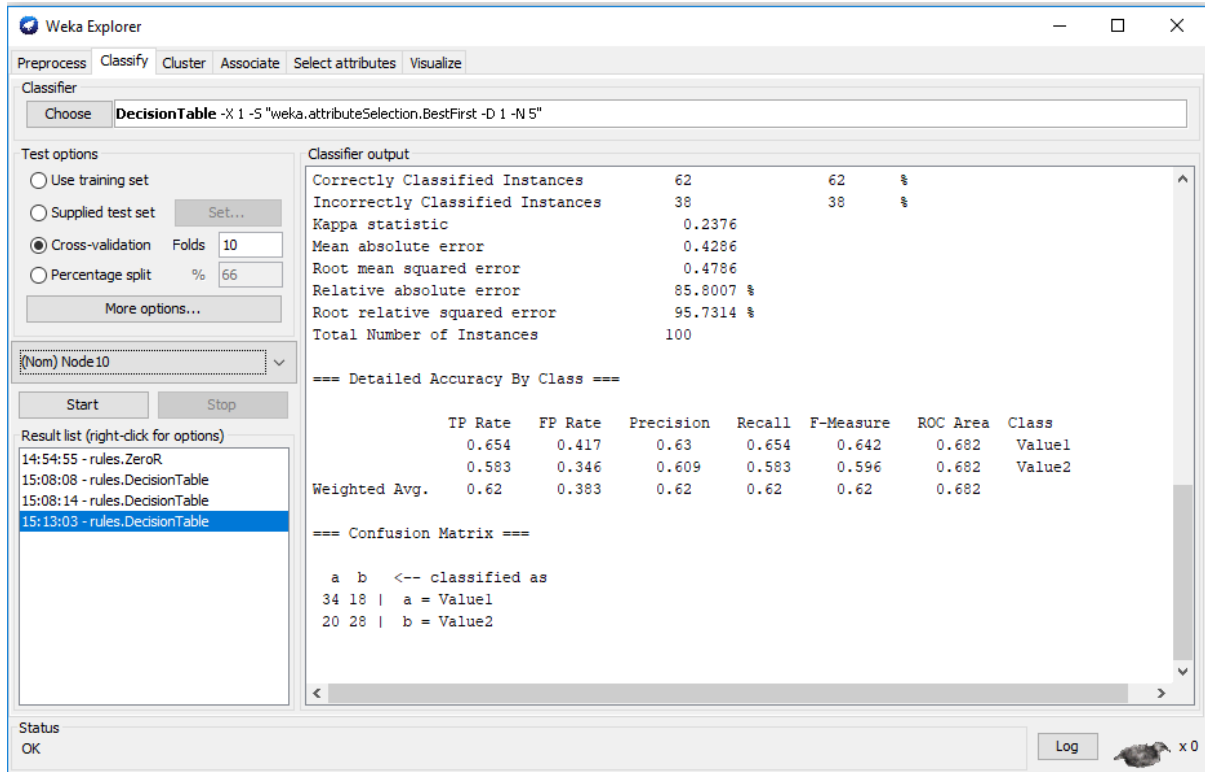 Weka Explorer
Preprocess Classify Cluster Associate Select attributes Visualize
Classifier
Choose DecisionTable -X 1 -S "weka.attributeSelection.BestFirst -D 1 -N 5"
Test options
Use training set
Supplied test set Set...
Cross-validation Folds 10
Percentage split % 66
More options...
(Nom) Node10
Start Stop
Result list (right-click for options)
14:54:55 - rules.ZeroR
15:08:08 - rules.DecisionTable
15:08:14 - rules.DecisionTable
15:13:03 - rules.DecisionTable
Classifier output
Correctly Classified Instances 62 62 %
Incorrectly Classified Instances 38 38 %
Kappa statistic 0.2376
Mean absolute error 0.4286
Root mean squared error 0.4786
Relative absolute error 85.8007 %
Root relative squared error 95.7314 %
Total Number of Instances 100
=== Detailed Accuracy By Class ===
TP Rate FP Rate Precision Recall F-Measure ROC Area Class
0.654 0.417 0.63 0.654 0.642 0.682 Value1
0.583 0.346 0.609 0.583 0.596 0.682 Value2
Weighted Avg. 0.62 0.383 0.62 0.62 0.62 0.682
=== Confusion Matrix ===
a b <-- classified as
34 18 | a = Value1
20 28 | b = Value2
Status
OK
Log x 0